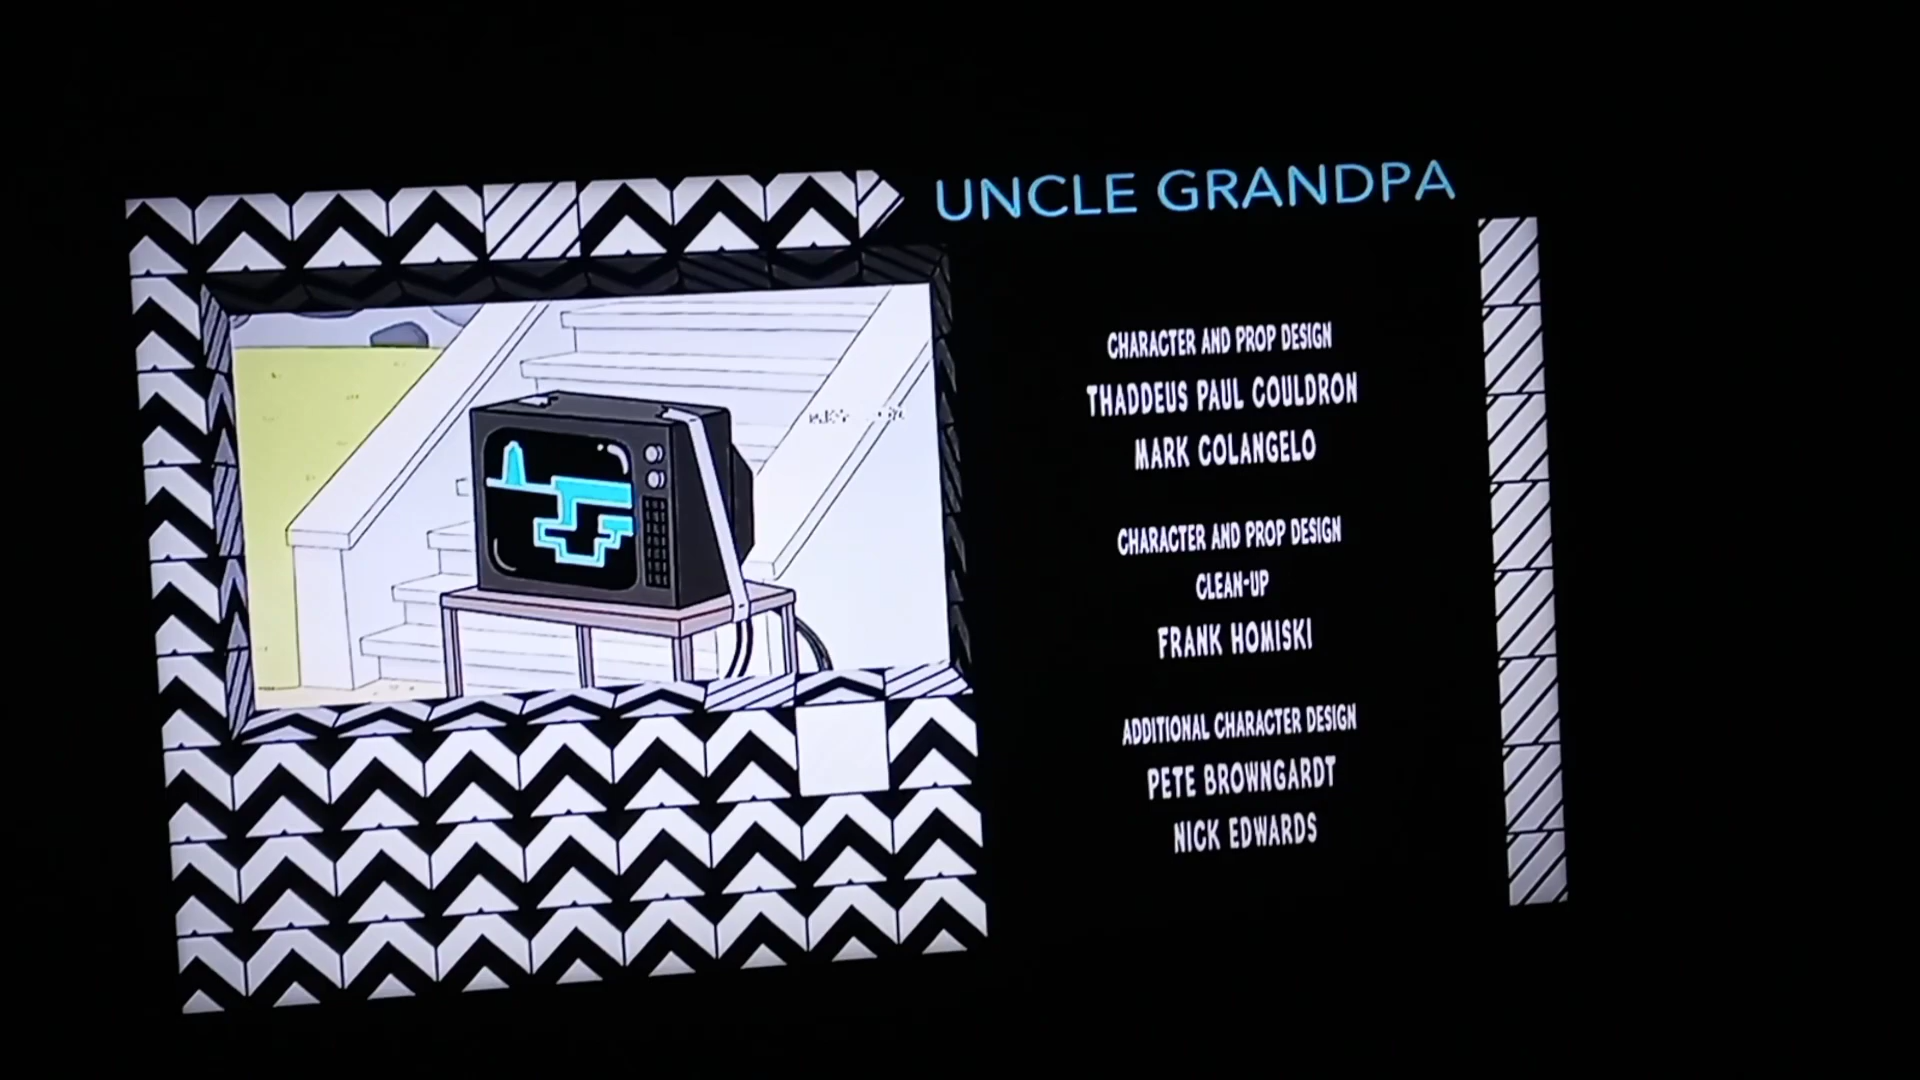 UNCLE GRANDPA
CHARACTER AND PROP DESIGN
THADDEUS PAUL COULDRON
MARK COLANGELO
CHARACTER AND PROP DESIGN
CLEAN-UP
FRANK HOMISKI
ADDITIONAL CHARACTER DESIGN
PETE BROWNGARDT
NICK EDWARDS